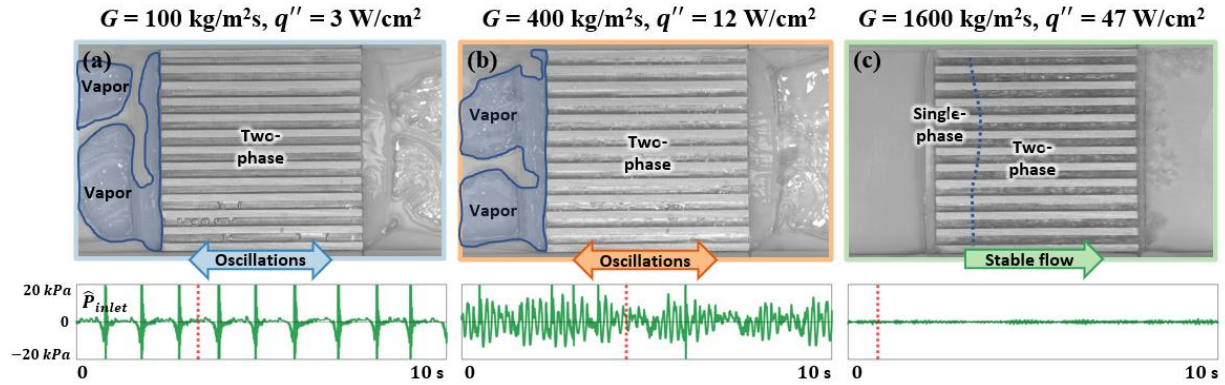 G = 100 kg/m²s, q″ = 3 W/cm²
G = 400 kg/m²s, q″ = 12 W/cm²
G = 1600 kg/m²s, q″ = 47 W/cm²
(a)
Vapor
Two-
phase
Vapor
Oscillations
(b)
Vapor
Two-
phase
Vapor
Oscillations
(c)
Single-
phase
Two-
phase
Stable flow
20 kPa
P̂inlet
0
−20 kPa
0
10 s
0
10 s
0
10 s